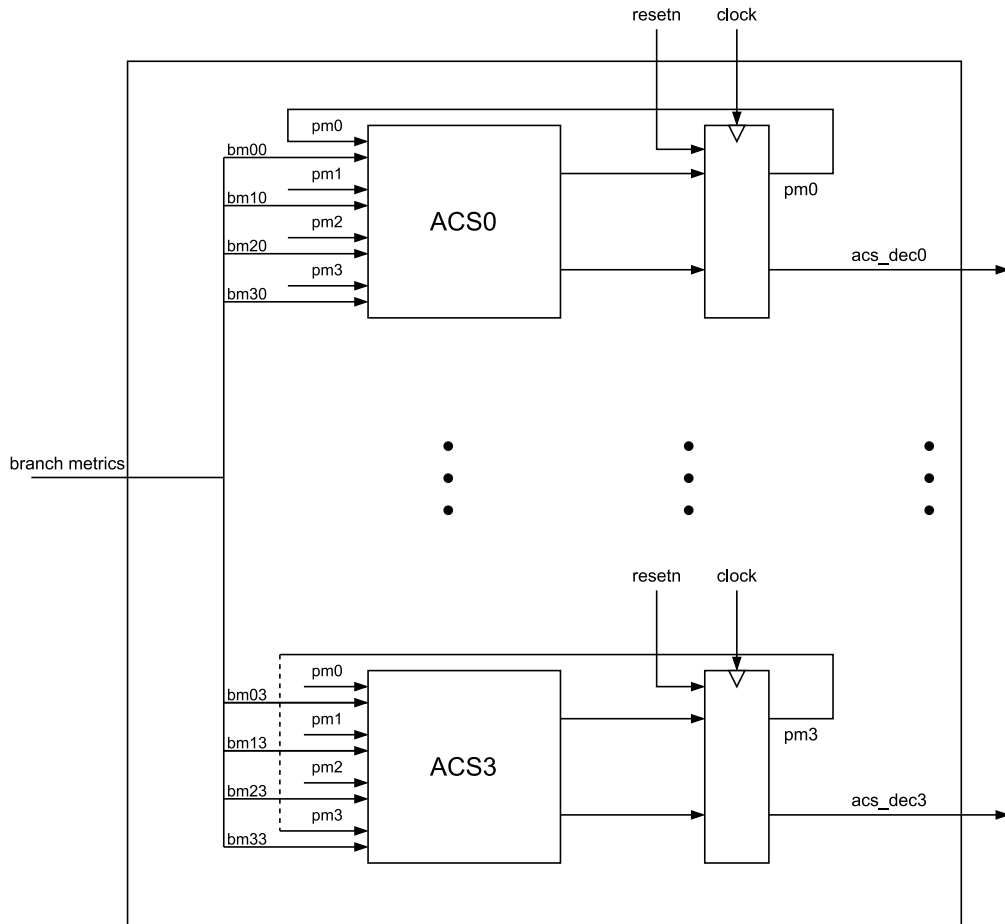 resetn
clock
pm0
bm00
pm1
bm10
pm2
bm20
pm3
bm30
ACS0
pm0
acs_dec0
branch metrics
resetn
clock
pm0
bm03
pm1
bm13
pm2
bm23
pm3
bm33
ACS3
pm3
acs_dec3